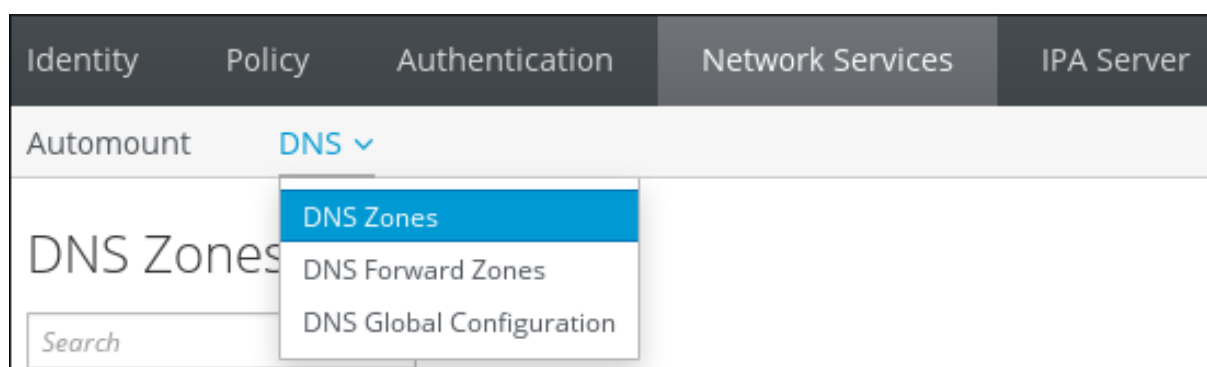 Identity Policy Authentication Network Services IPA Server
Automount DNS
DNS Zones
DNS Zones
DNS Forward Zones
DNS Global Configuration
Search